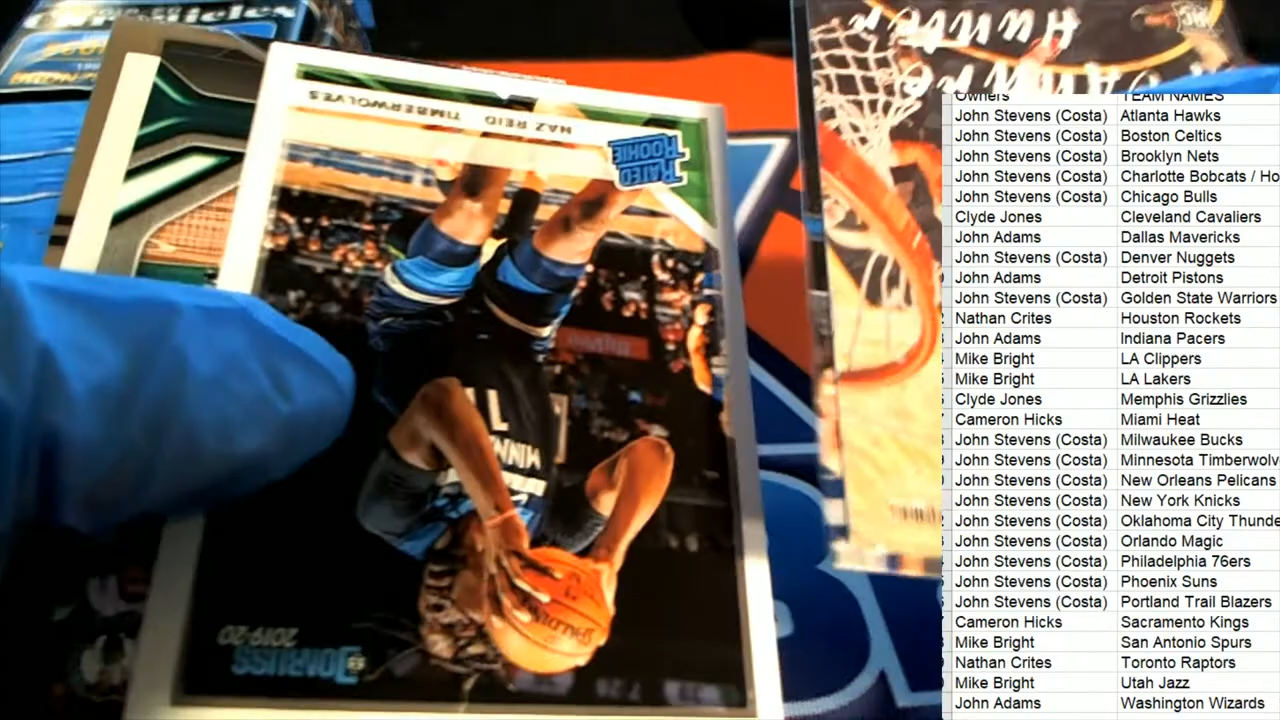 Chronicles
TIMBERWOLVES
NAZ REID
RATED
ROOKIE
11
MINN
SPALDING
2019-20
DONRUSS
Owners TEAM NAMES
John Stevens (Costa) Atlanta Hawks
John Stevens (Costa) Boston Celtics
John Stevens (Costa) Brooklyn Nets
John Stevens (Costa) Charlotte Bobcats / Ho
John Stevens (Costa) Chicago Bulls
Clyde Jones Cleveland Cavaliers
John Adams Dallas Mavericks
John Stevens (Costa) Denver Nuggets
John Adams Detroit Pistons
John Stevens (Costa) Golden State Warriors
Nathan Crites Houston Rockets
John Adams Indiana Pacers
Mike Bright LA Clippers
Mike Bright LA Lakers
Clyde Jones Memphis Grizzlies
Cameron Hicks Miami Heat
John Stevens (Costa) Milwaukee Bucks
John Stevens (Costa) Minnesota Timberwolv
John Stevens (Costa) New Orleans Pelicans
John Stevens (Costa) New York Knicks
John Stevens (Costa) Oklahoma City Thunde
John Stevens (Costa) Orlando Magic
John Stevens (Costa) Philadelphia 76ers
John Stevens (Costa) Phoenix Suns
John Stevens (Costa) Portland Trail Blazers
Cameron Hicks Sacramento Kings
Mike Bright San Antonio Spurs
Nathan Crites Toronto Raptors
Mike Bright Utah Jazz
John Adams Washington Wizards